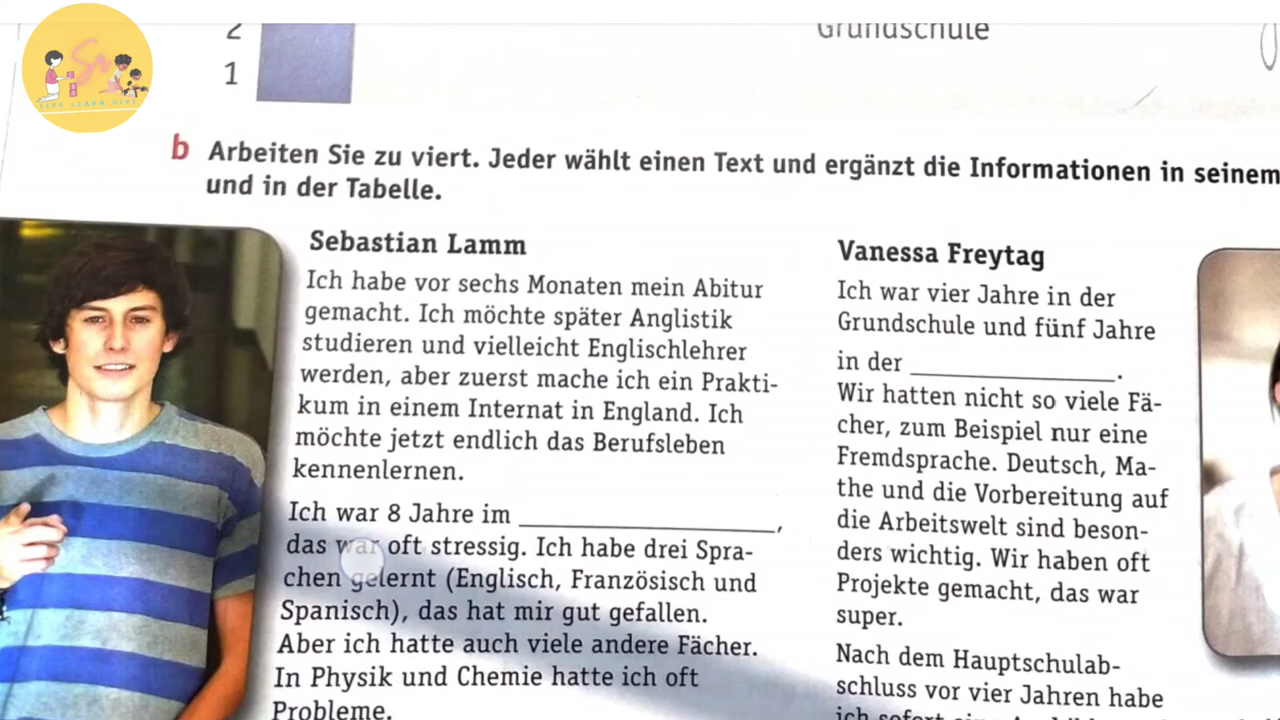 2
Grundschule
1
LIVE LEARN GIVE
b Arbeiten Sie zu viert. Jeder wählt einen Text und ergänzt die Informationen in seinem
und in der Tabelle.
Sebastian Lamm
Ich habe vor sechs Monaten mein Abitur
gemacht. Ich möchte später Anglistik
studieren und vielleicht Englischlehrer
werden, aber zuerst mache ich ein Prakti-
kum in einem Internat in England. Ich
möchte jetzt endlich das Berufsleben
kennenlernen.
Ich war 8 Jahre im ____________________,
das war oft stressig. Ich habe drei Spra-
chen gelernt (Englisch, Französisch und
Spanisch), das hat mir gut gefallen.
Aber ich hatte auch viele andere Fächer.
In Physik und Chemie hatte ich oft
Probleme.
Vanessa Freytag
Ich war vier Jahre in der
Grundschule und fünf Jahre
in der ________________.
Wir hatten nicht so viele Fä-
cher, zum Beispiel nur eine
Fremdsprache. Deutsch, Ma-
the und die Vorbereitung auf
die Arbeitswelt sind beson-
ders wichtig. Wir haben oft
Projekte gemacht, das war
super.
Nach dem Hauptschulab-
schluss vor vier Jahren habe
ich sofort eine